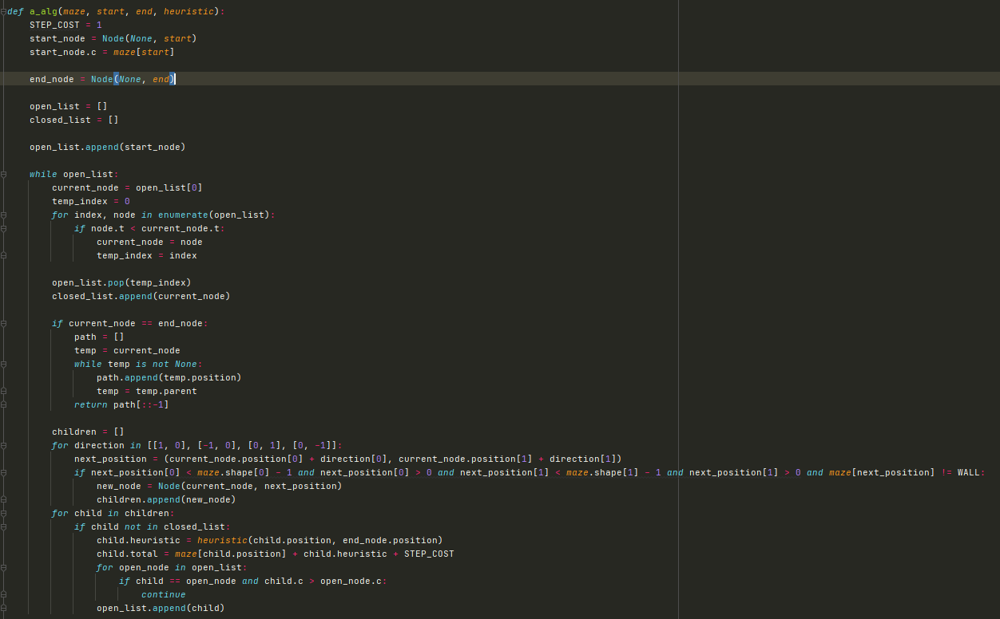 def a_alg(maze, start, end, heuristic):
    STEP_COST = 1
    start_node = Node(None, start)
    start_node.c = maze[start]
    end_node = Node(None, end)
    open_list = []
    closed_list = []
    open_list.append(start_node)
    while open_list:
        current_node = open_list[0]
        temp_index = 0
        for index, node in enumerate(open_list):
            if node.t < current_node.t:
                current_node = node
                temp_index = index
        open_list.pop(temp_index)
        closed_list.append(current_node)
        if current_node == end_node:
            path = []
            temp = current_node
            while temp is not None:
                path.append(temp.position)
                temp = temp.parent
            return path[::-1]
        children = []
        for direction in [[1, 0], [-1, 0], [0, 1], [0, -1]]:
            next_position = (current_node.position[0] + direction[0], current_node.position[1] + direction[1])
            if next_position[0] < maze.shape[0] - 1 and next_position[0] > 0 and next_position[1] < maze.shape[1] - 1 and next_position[1] > 0 and maze[next_position] != WALL:
                new_node = Node(current_node, next_position)
                children.append(new_node)
        for child in children:
            if child not in closed_list:
                child.heuristic = heuristic(child.position, end_node.position)
                child.total = maze[child.position] + child.heuristic + STEP_COST
                for open_node in open_list:
                    if child == open_node and child.c > open_node.c:
                        continue
                open_list.append(child)